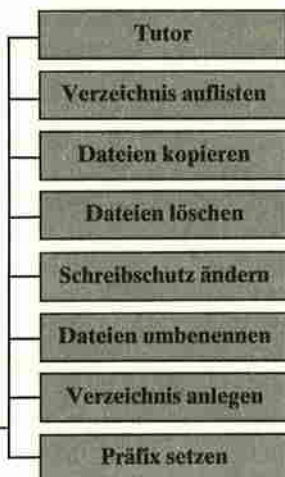 Tutor
Verzeichnis auflisten
Dateien kopieren
Dateien löschen
Schreibschutz ändern
Dateien umbenennen
Verzeichnis anlegen
Präfix setzen